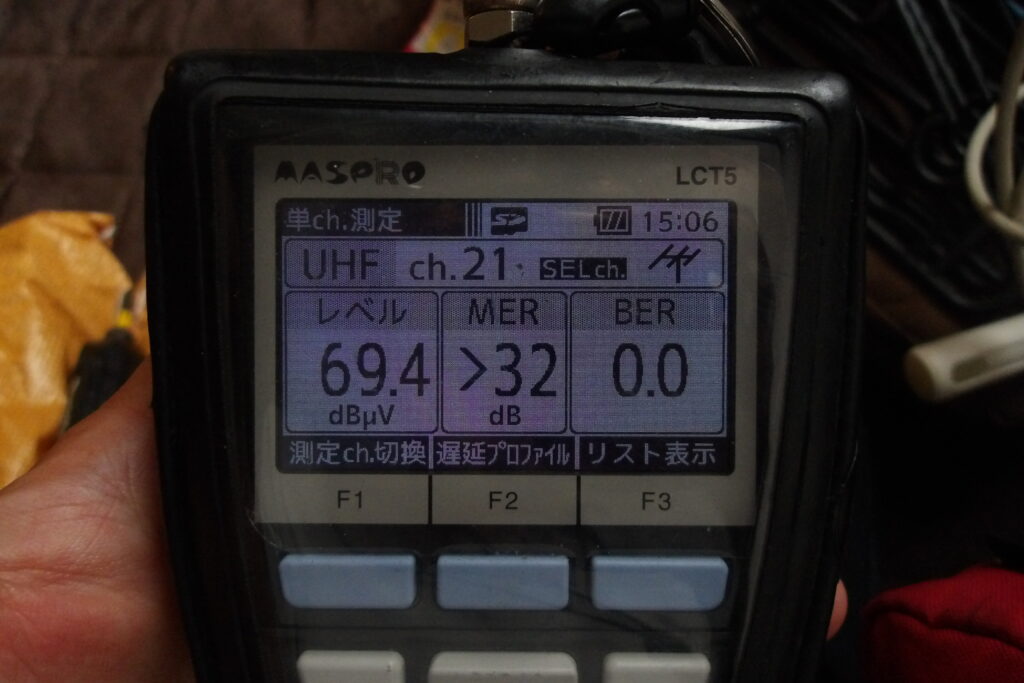 MASPRO LCT5
単ch.測定 SD 15:06
UHF ch.21 SELch.
レベル MER BER
69.4 >32 0.0
dBµV dB
測定ch.切換 遅延プロファイル リスト表示
F1 F2 F3